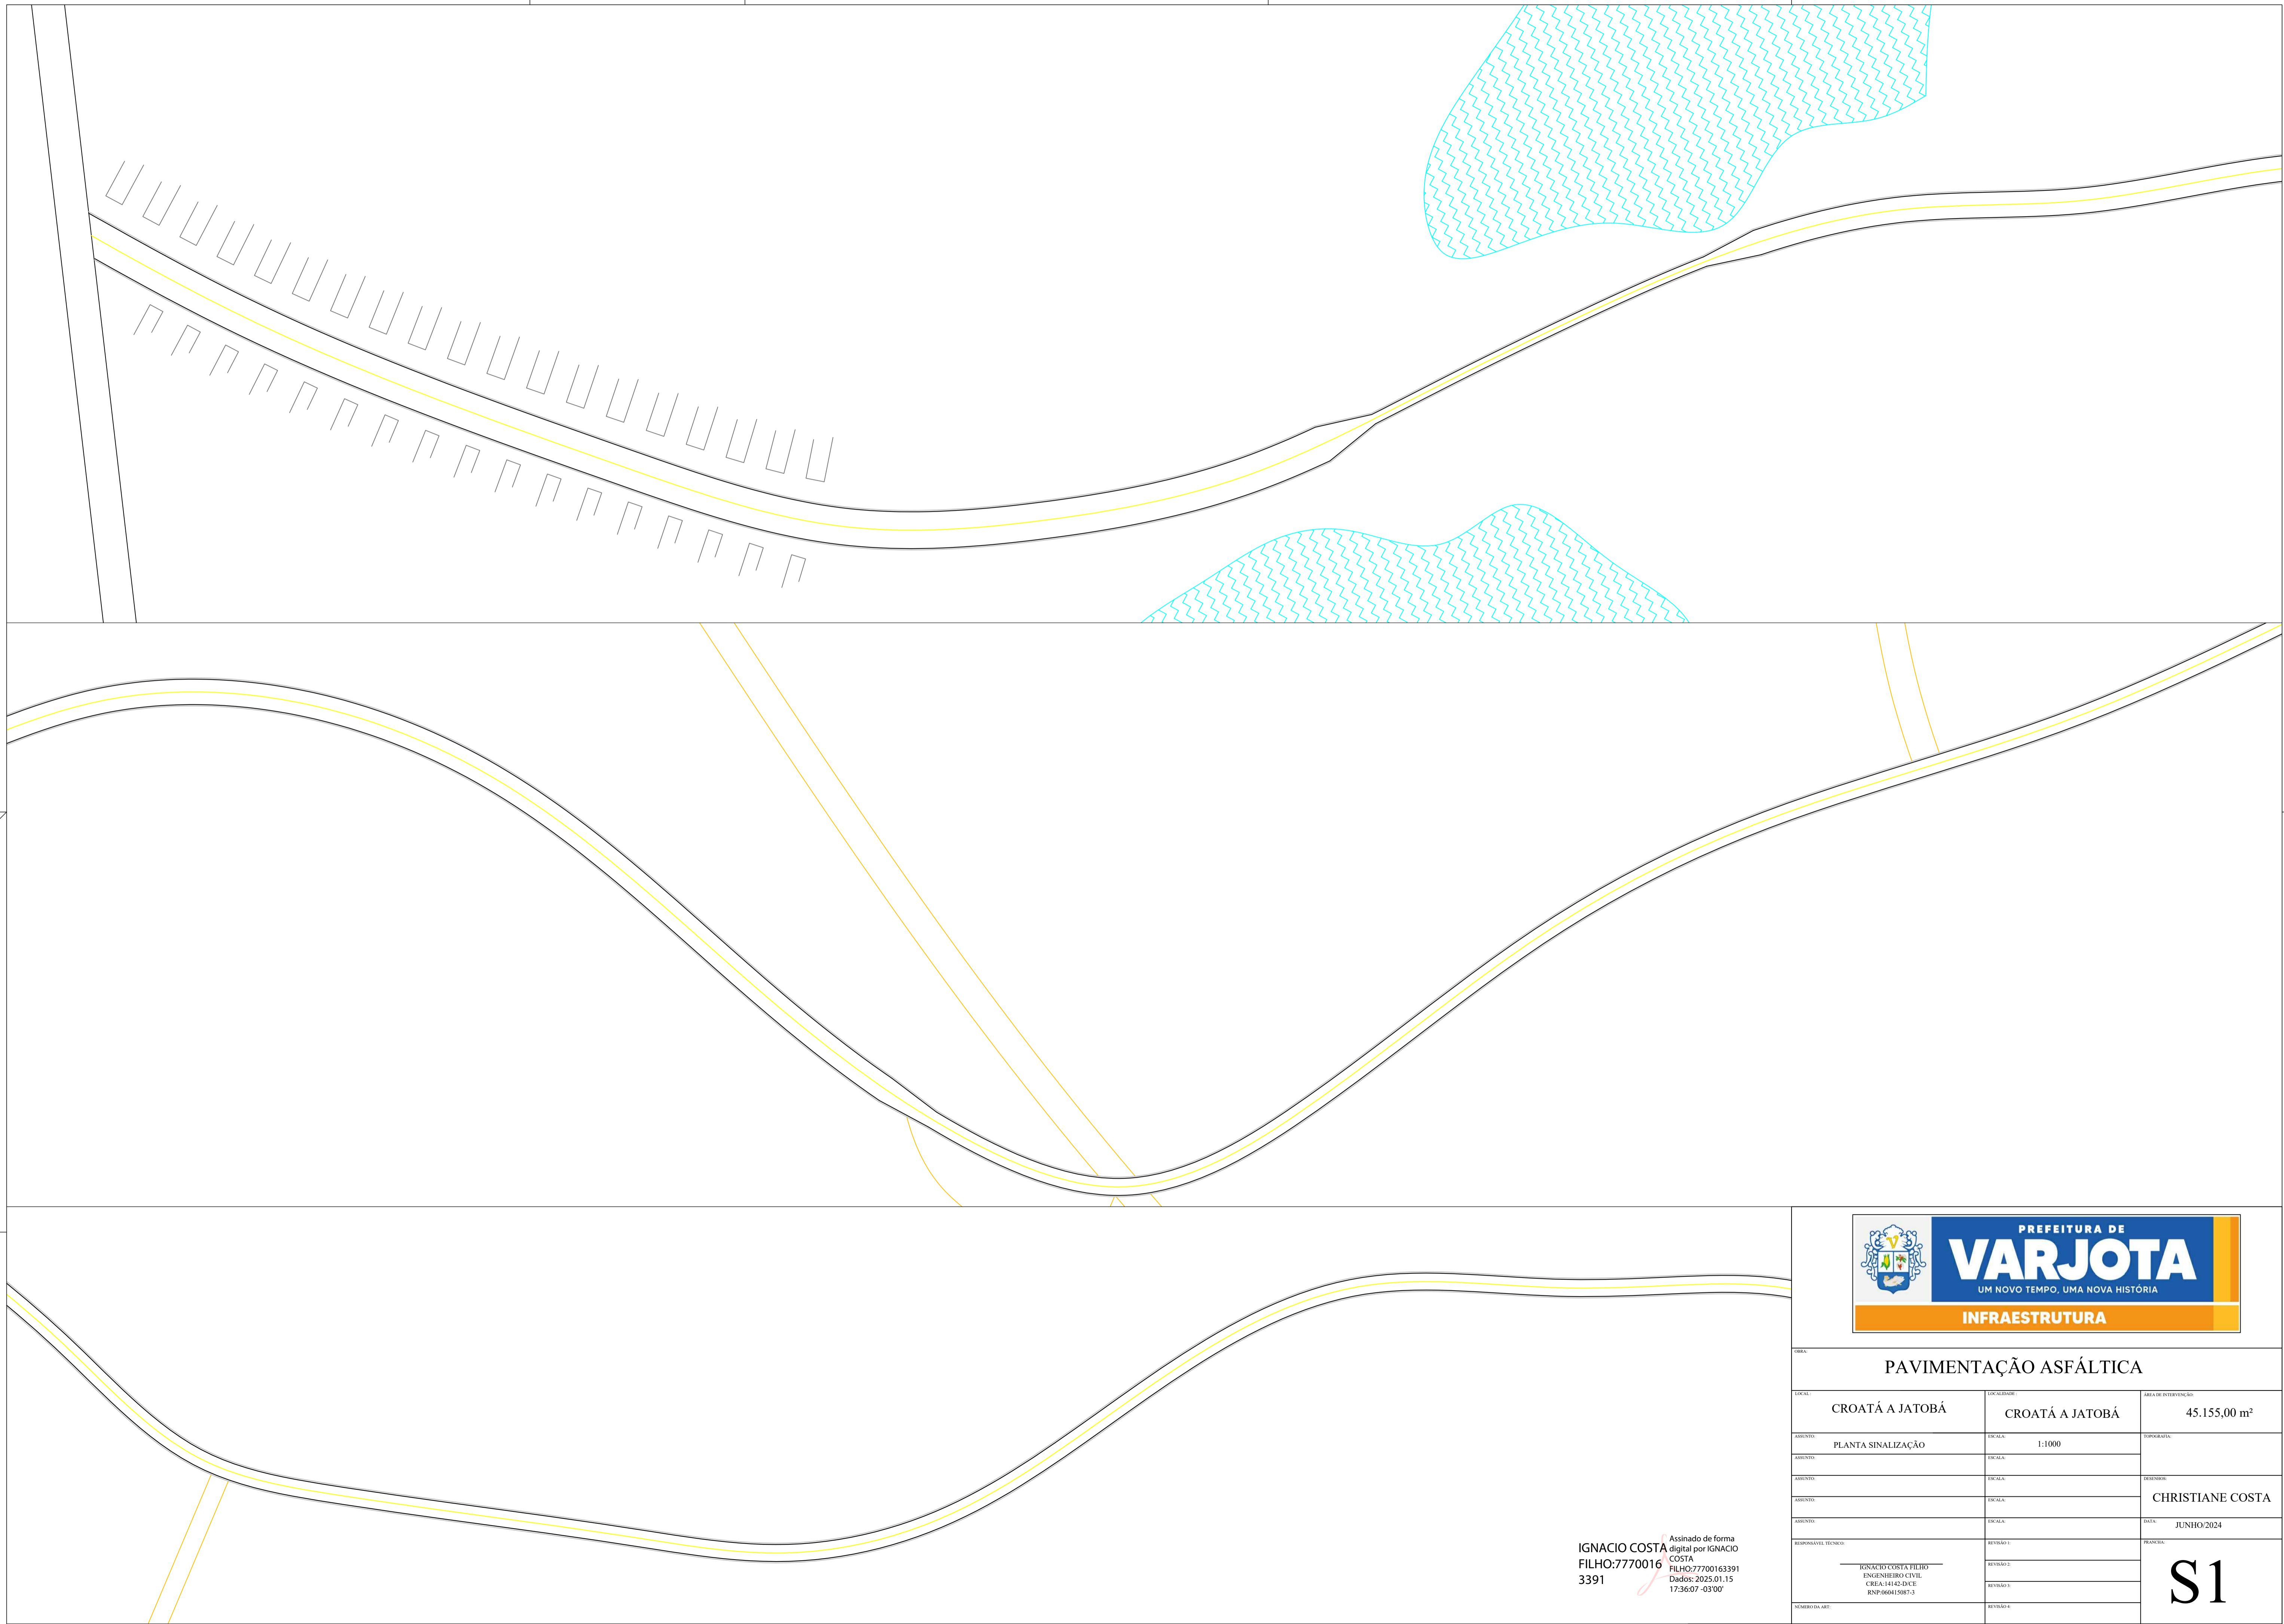 PREFEITURA DE
VARJOTA
UM NOVO TEMPO, UMA NOVA HISTÓRIA
INFRAESTRUTURA
OBRA:
PAVIMENTAÇÃO ASFÁLTICA
LOCAL:
CROATÁ A JATOBÁ
LOCALIDADE:
CROATÁ A JATOBÁ
ÁREA DE INTERVENÇÃO:
45.155,00 m²
ASSUNTO:
PLANTA SINALIZAÇÃO
ESCALA:
1:1000
TOPOGRAFIA:
ASSUNTO:
ESCALA:
ASSUNTO:
ESCALA:
DESENHOS:
CHRISTIANE COSTA
ASSUNTO:
ESCALA:
ASSUNTO:
ESCALA:
DATA:
JUNHO/2024
RESPONSÁVEL TÉCNICO:
IGNACIO COSTA FILHO
ENGENHEIRO CIVIL
CREA:14142-D/CE
RNP:060415087-3
NÚMERO DA ART:
REVISÃO 1:
REVISÃO 2:
REVISÃO 3:
REVISÃO 4:
PRANCHA:
S1
IGNACIO COSTA
FILHO:7770016
3391
Assinado de forma
digital por IGNACIO
COSTA
FILHO:77700163391
Dados: 2025.01.15
17:36:07 -03'00'